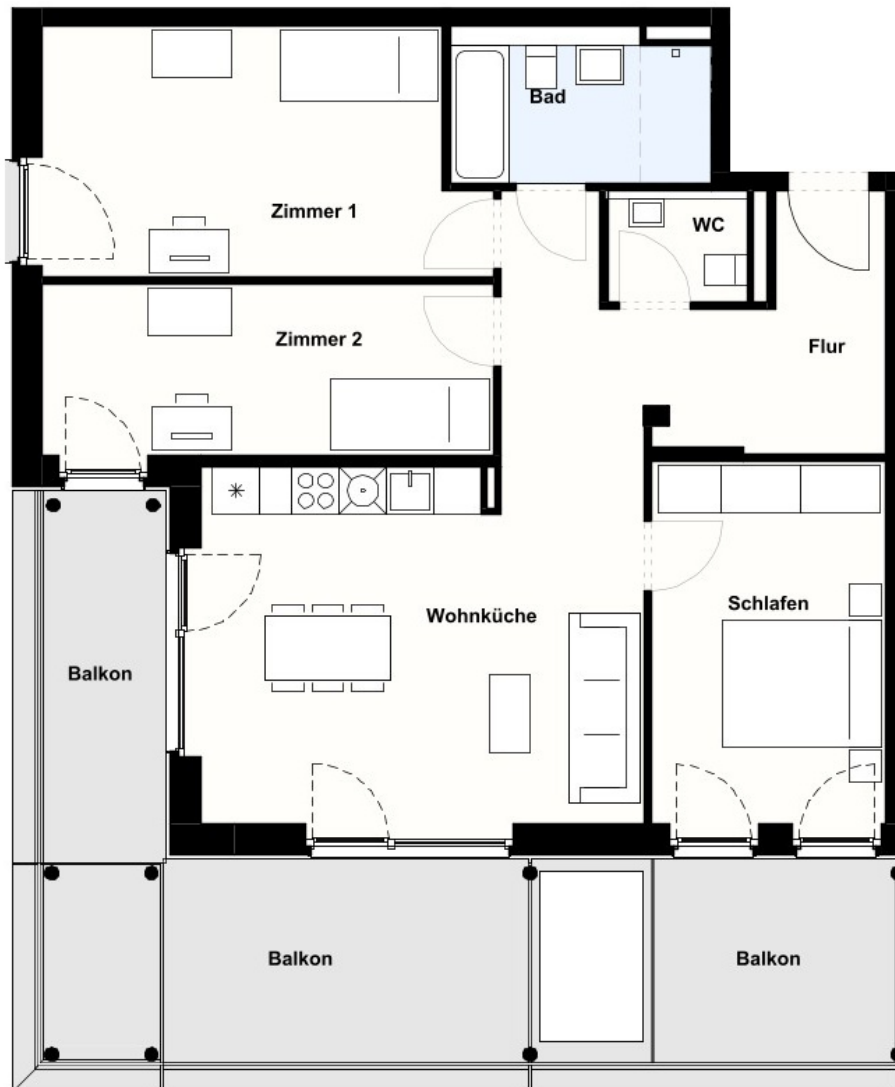 Bad
Zimmer 1
WC
Zimmer 2
Flur
Wohnküche
Schlafen
Balkon
Balkon
Balkon